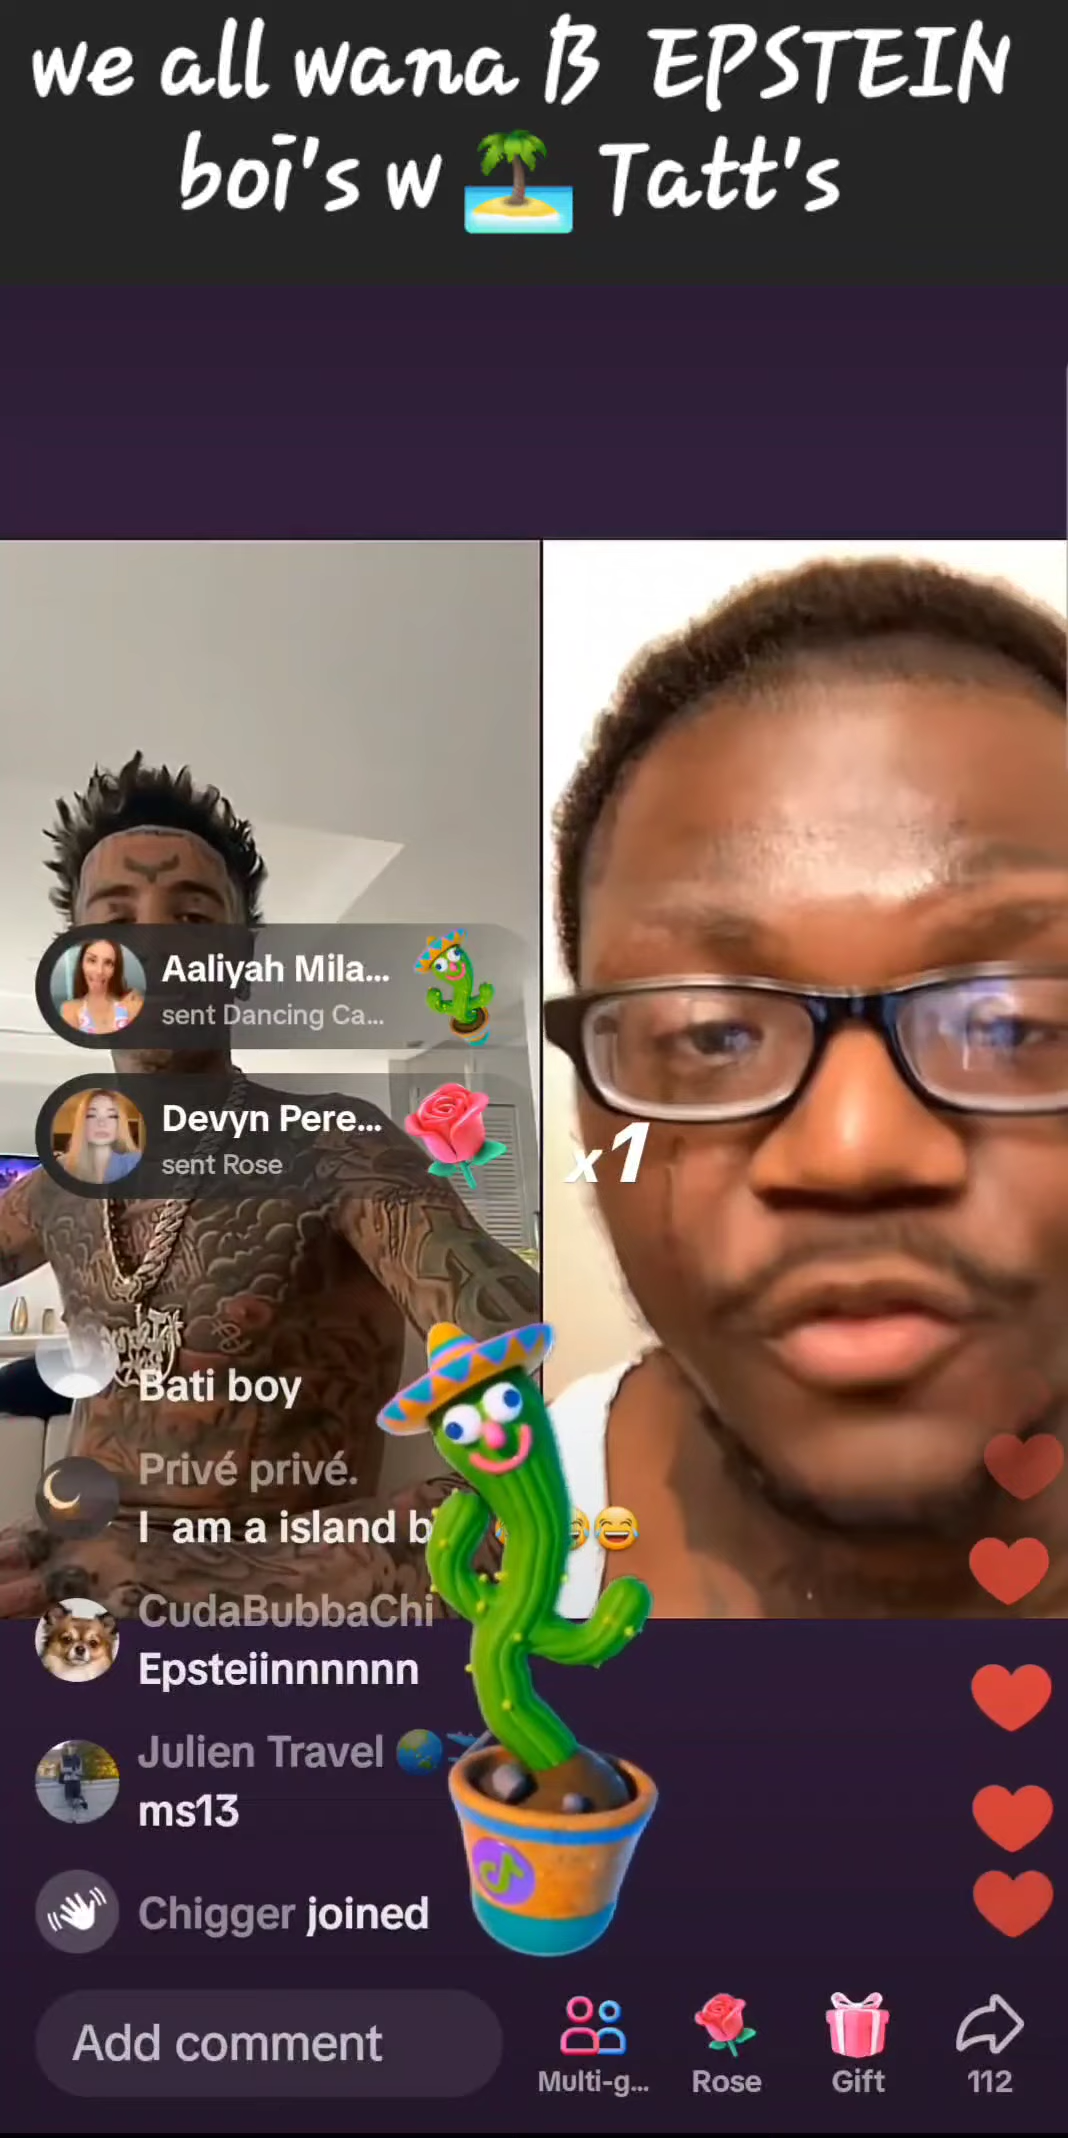 we all wana B EPSTEIN
boi's w 🏝️ Tatt's
Aaliyah Mila...
sent Dancing Ca...
Devyn Pere...
sent Rose
x1
Bati boy
Privé privé.
I am a island
😂
CudaBubbaChi
Epsteiinnnnnn
Julien Travel 🌏
ms13
Chigger joined
Add comment
Multi-g...
Rose
Gift
112